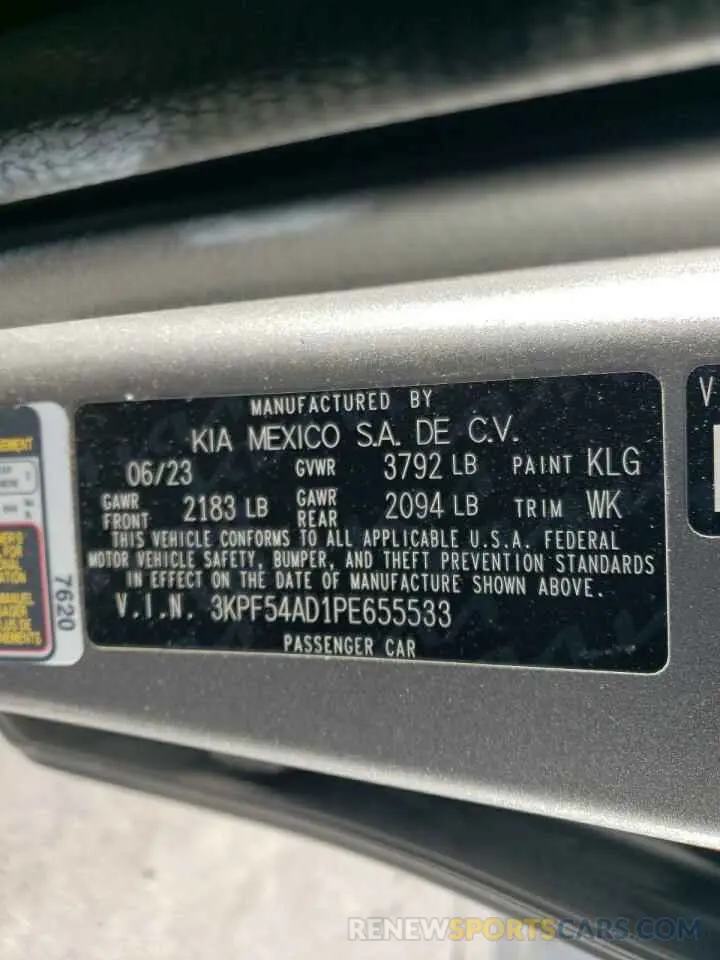 MANUFACTURED BY
KIA MEXICO S.A. DE C.V.
06/23 GVWR 3792 LB PAINT KLG
GAWR FRONT 2183 LB GAWR REAR 2094 LB TRIM WK
THIS VEHICLE CONFORMS TO ALL APPLICABLE U.S.A. FEDERAL
MOTOR VEHICLE SAFETY, BUMPER, AND THEFT PREVENTION STANDARDS
IN EFFECT ON THE DATE OF MANUFACTURE SHOWN ABOVE.
V.I.N. 3KPF54AD1PE655533
PASSENGER CAR
7620
V
RENEWSPORTSCARS.COM